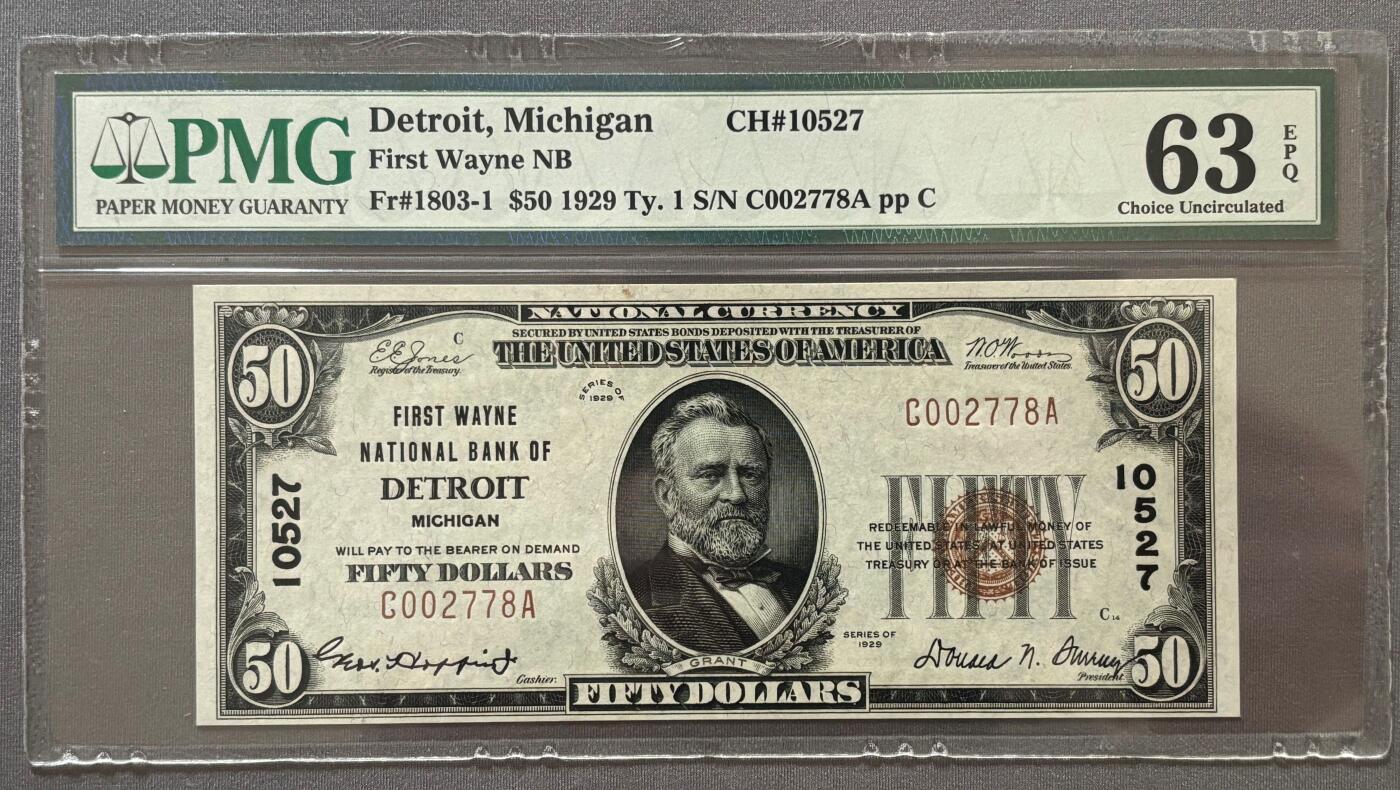 PMG
PAPER MONEY GUARANTY
Detroit, Michigan CH#10527
First Wayne NB
Fr#1803-1 $50 1929 Ty. 1 S/N C002778A pp C
63 EPQ
Choice Uncirculated
NATIONAL CURRENCY
SECURED BY UNITED STATES BONDS DEPOSITED WITH THE TREASURER OF
THE UNITED STATES OF AMERICA
50
50
C
E.E. Jones
Register of the Treasury.
W.O. Woods
Treasurer of the United States.
SERIES OF
1929
FIRST WAYNE
NATIONAL BANK OF
DETROIT
MICHIGAN
WILL PAY TO THE BEARER ON DEMAND
FIFTY DOLLARS
C002778A
10527
C002778A
10527
FIFTY
REDEEMABLE IN LAWFUL MONEY OF
THE UNITED STATES AT UNITED STATES
TREASURY OR AT THE BANK OF ISSUE
C14
SERIES OF
1929
50
Cashier.
GRANT
Donald N.
President
50
FIFTY DOLLARS